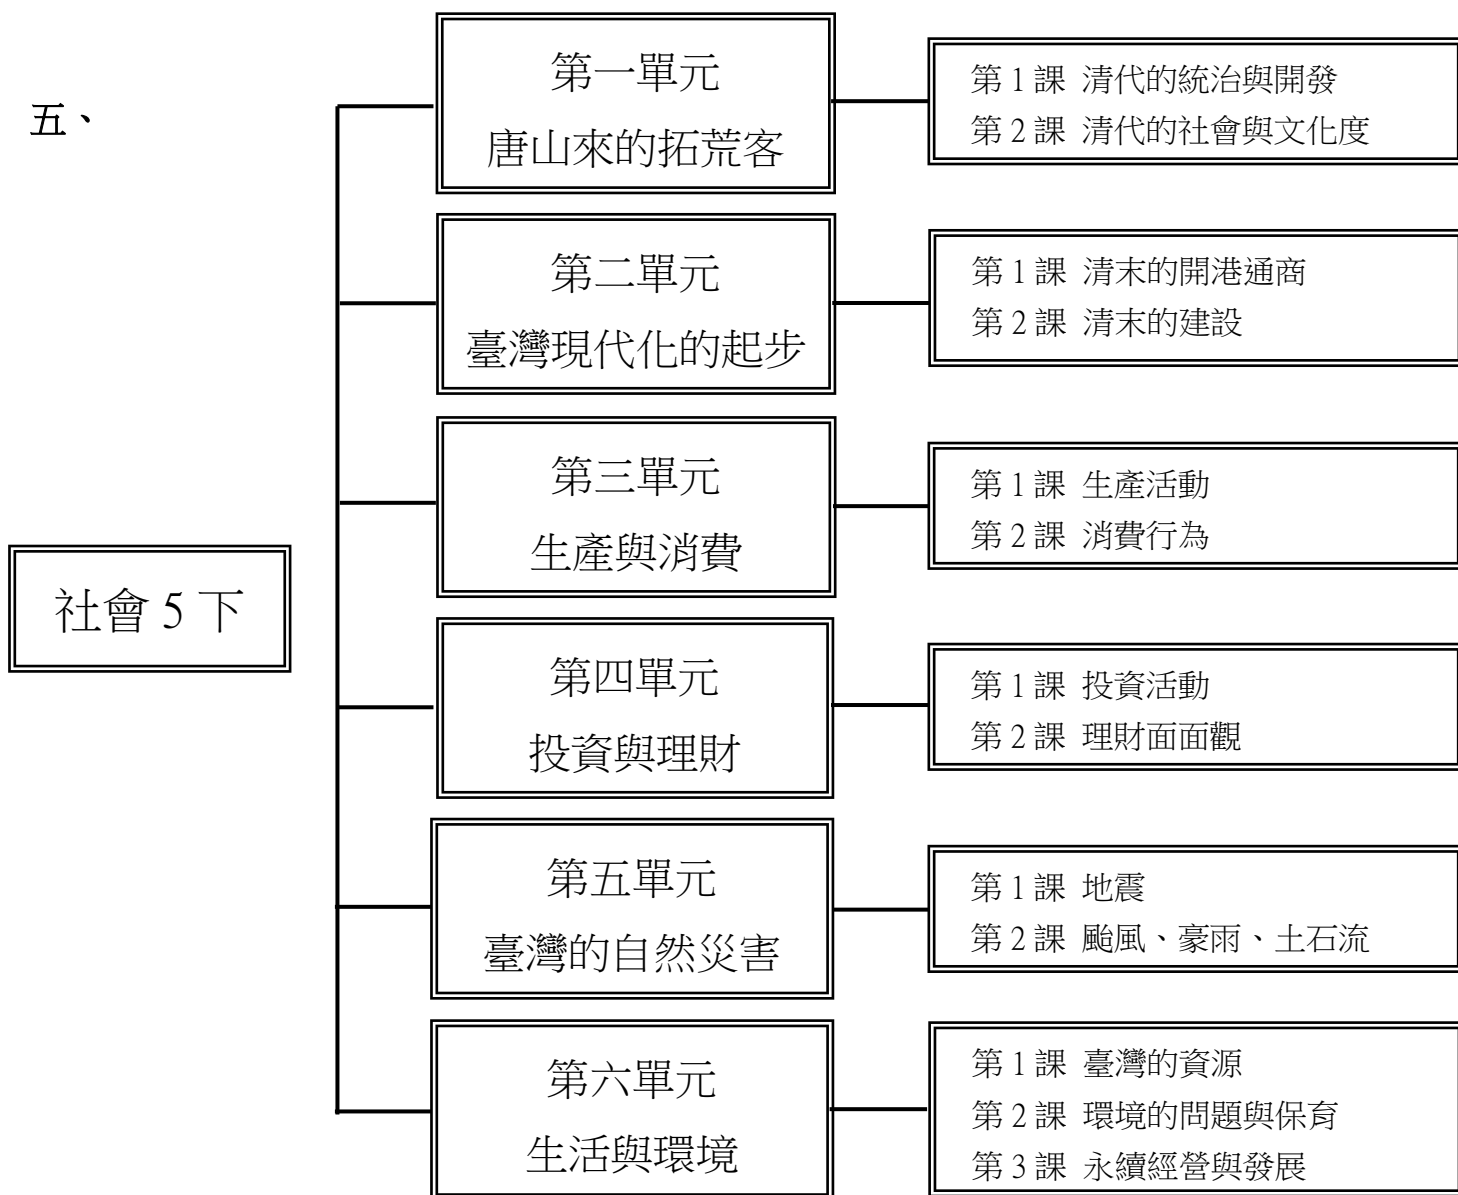 五、
社會 5 下
第一單元
唐山來的拓荒客
第 1 課 清代的統治與開發
第 2 課 清代的社會與文化度
第二單元
臺灣現代化的起步
第 1 課 清末的開港通商
第 2 課 清末的建設
第三單元
生產與消費
第 1 課 生產活動
第 2 課 消費行為
第四單元
投資與理財
第 1 課 投資活動
第 2 課 理財面面觀
第五單元
臺灣的自然災害
第 1 課 地震
第 2 課 颱風、豪雨、土石流
第六單元
生活與環境
第 1 課 臺灣的資源
第 2 課 環境的問題與保育
第 3 課 永續經營與發展